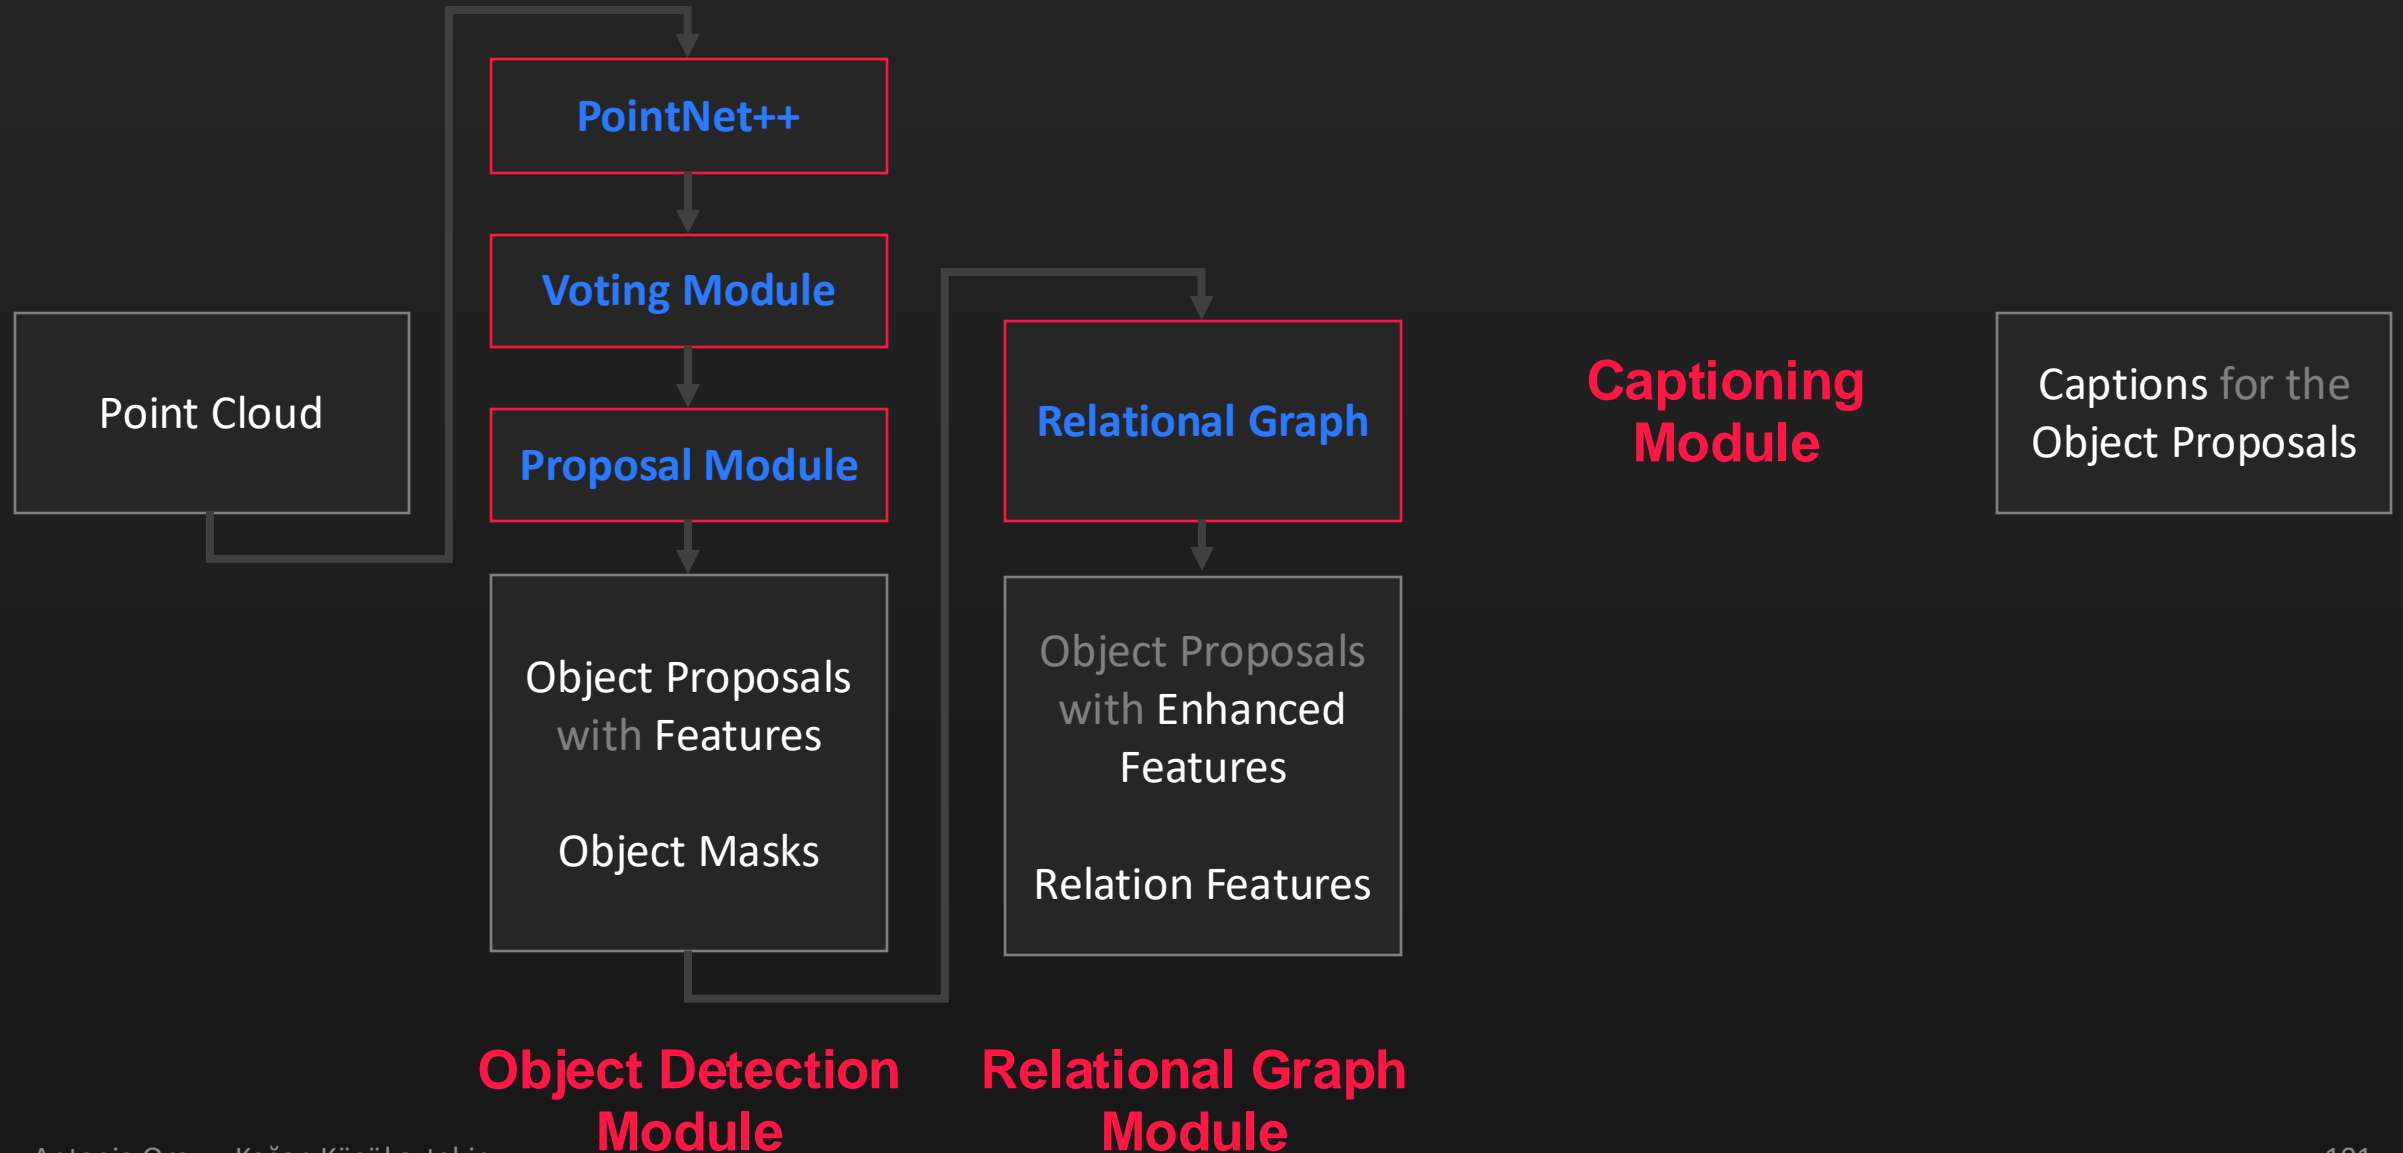 Point Cloud
PointNet++
Voting Module
Proposal Module
Object Proposals
with Features
Object Masks
Object Detection
Module
Relational Graph
Object Proposals
with Enhanced
Features
Relation Features
Relational Graph
Module
Captioning
Module
Captions for the
Object Proposals